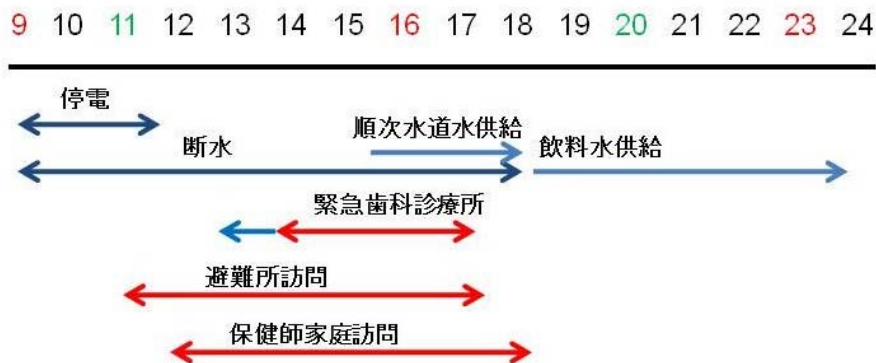 9 10 11 12 13 14 15 16 17 18 19 20 21 22 23 24
停電
順次水道水供給
断水 飲料水供給
緊急歯科診療所
避難所訪問
保健師家庭訪問